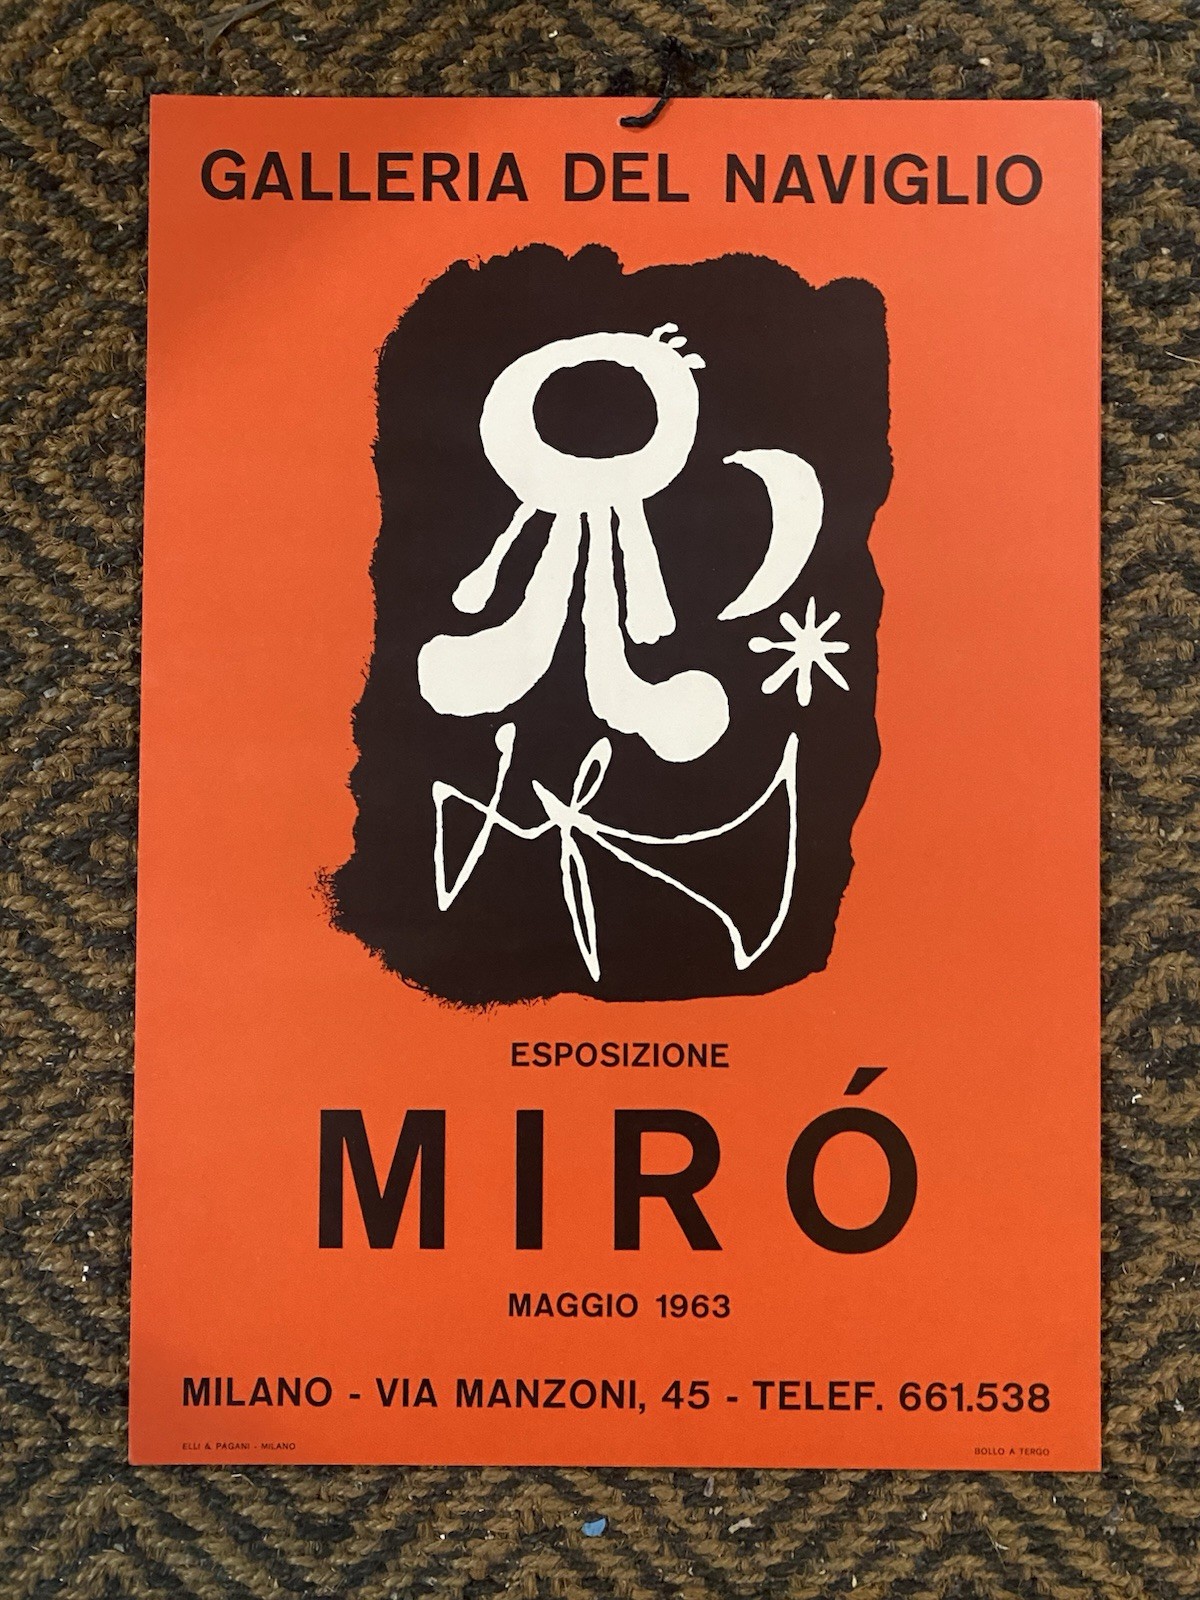 GALLERIA DEL NAVIGLIO
ESPOSIZIONE
MIRÓ
MAGGIO 1963
MILANO - VIA MANZONI, 45 - TELEF. 661.538
ELLI & PAGANI - MILANO
BOLLO A TERGO